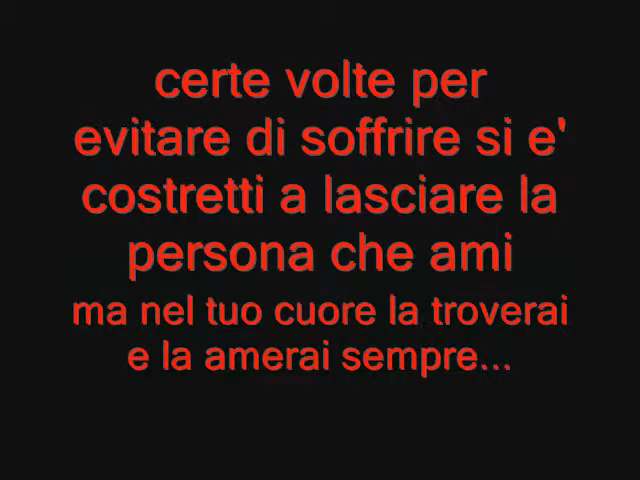 certe volte per
evitare di soffrire si e'
costretti a lasciare la
persona che ami
ma nel tuo cuore la troverai
e la amerai sempre...